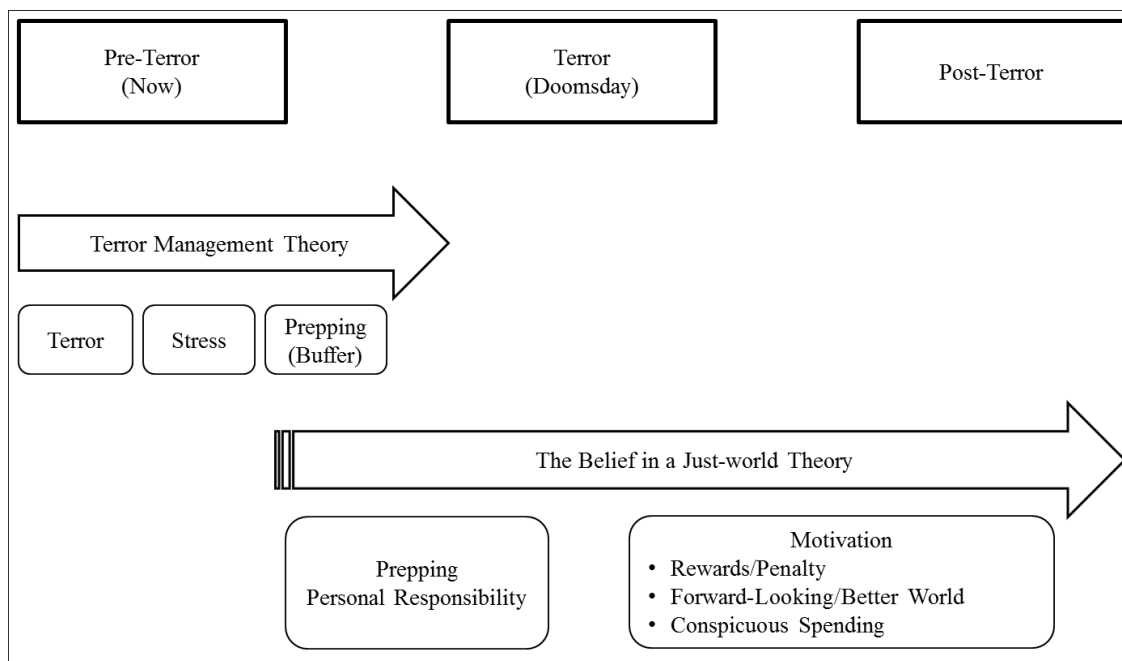 Pre-Terror
(Now)
Terror
(Doomsday)
Post-Terror
Terror Management Theory
Terror
Stress
Prepping
(Buffer)
The Belief in a Just-world Theory
Prepping
Personal Responsibility
Motivation
• Rewards/Penalty
• Forward-Looking/Better World
• Conspicuous Spending